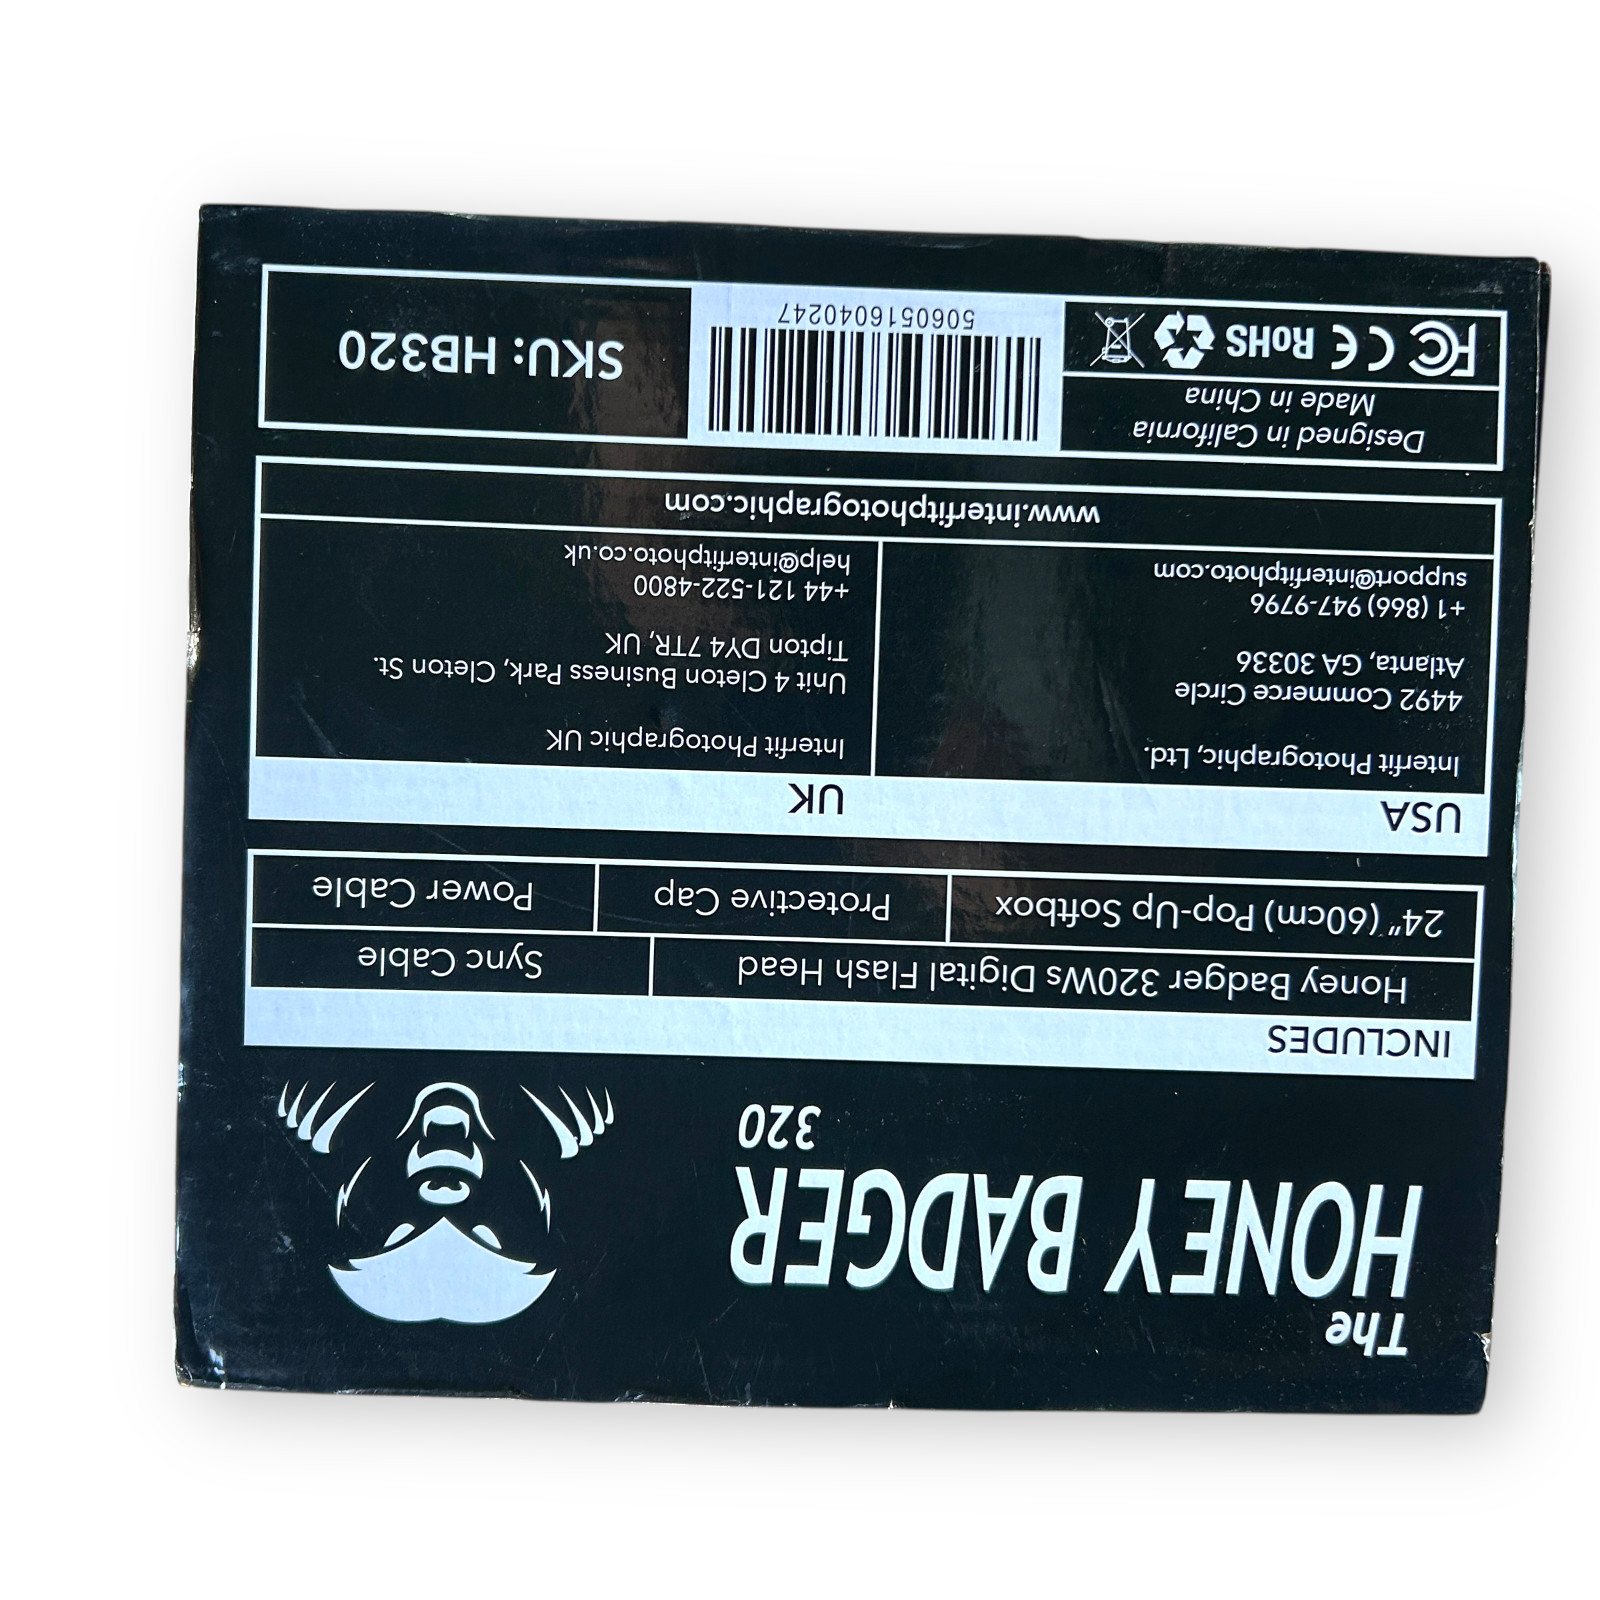 The
HONEY BADGER
320
INCLUDES
Honey Badger 320Ws Digital Flash Head
Sync Cable
24" (60cm) Pop-Up Softbox
Protective Cap
Power Cable
USA
Interfit Photographic, Ltd.
4492 Commerce Circle
Atlanta, GA 30336
+1 (866) 947-9796
support@interfitphoto.com
UK
Interfit Photographic UK
Unit 4 Cleton Business Park, Cleton St.
Tipton DY4 7TR, UK
+44 121-522-4800
help@interfitphoto.co.uk
www.interfitphotographic.com
Designed in California
Made in China
FC CE RoHS
5060516040247
SKU: HB320